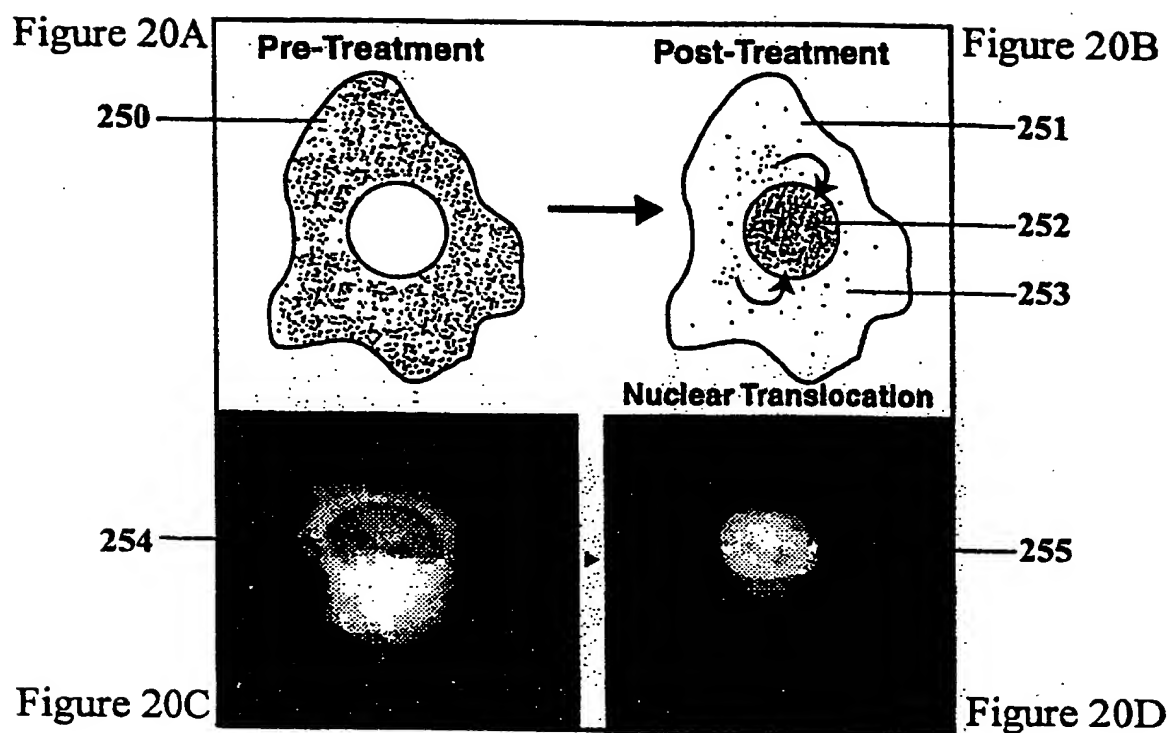 Figure 20A
Pre-Treatment
Post-Treatment
Figure 20B
250
251
252
253
Nuclear Translocation
254
255
Figure 20C
Figure 20D